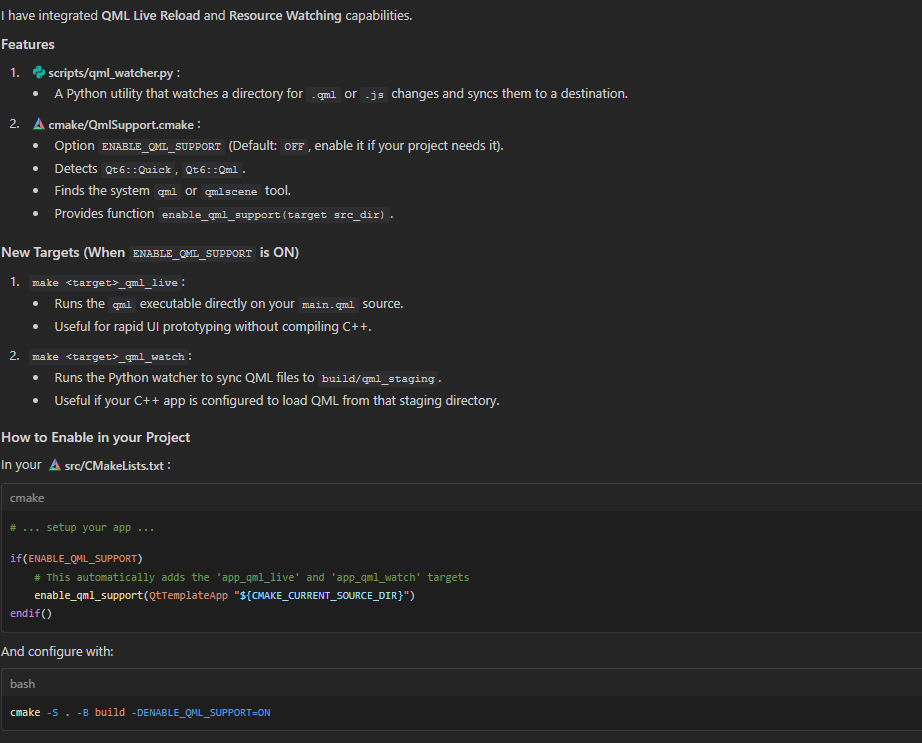 I have integrated QML Live Reload and Resource Watching capabilities.
Features
1. scripts/qml_watcher.py :
• A Python utility that watches a directory for .qml or .js changes and syncs them to a destination.
2. cmake/QmlSupport.cmake :
• Option ENABLE_QML_SUPPORT (Default: OFF , enable it if your project needs it).
• Detects Qt6::Quick , Qt6::Qml .
• Finds the system qml or qmlscene tool.
• Provides function enable_qml_support(target src_dir) .
New Targets (When ENABLE_QML_SUPPORT is ON)
1. make <target>_qml_live :
• Runs the qml executable directly on your main.qml source.
• Useful for rapid UI prototyping without compiling C++.
2. make <target>_qml_watch :
• Runs the Python watcher to sync QML files to build/qml_staging .
• Useful if your C++ app is configured to load QML from that staging directory.
How to Enable in your Project
In your src/CMakeLists.txt :
cmake
# ... setup your app ...
if(ENABLE_QML_SUPPORT)
# This automatically adds the 'app_qml_live' and 'app_qml_watch' targets
enable_qml_support(QtTemplateApp "${CMAKE_CURRENT_SOURCE_DIR}")
endif()
And configure with:
bash
cmake -S . -B build -DENABLE_QML_SUPPORT=ON